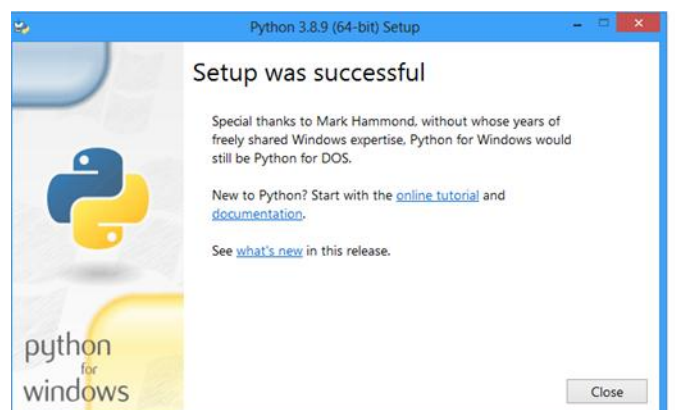 Python 3.8.9 (64-bit) Setup
Setup was successful
Special thanks to Mark Hammond, without whose years of
freely shared Windows expertise, Python for Windows would
still be Python for DOS.
New to Python? Start with the online tutorial and
documentation.
See what's new in this release.
python
for
windows
Close